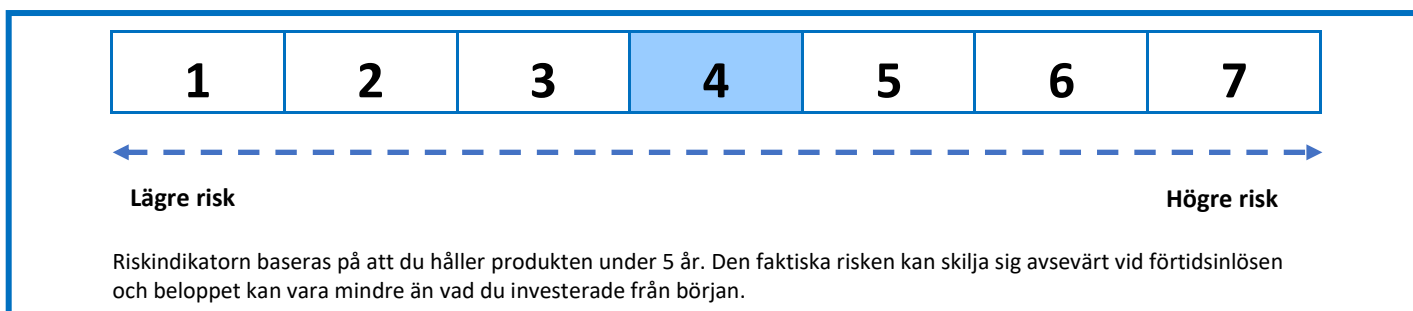 1 2 3 4 5 6 7
Lägre risk Högre risk
Riskindikatorn baseras på att du håller produkten under 5 år. Den faktiska risken kan skilja sig avsevärt vid förtidsinlösen
och beloppet kan vara mindre än vad du investerade från början.